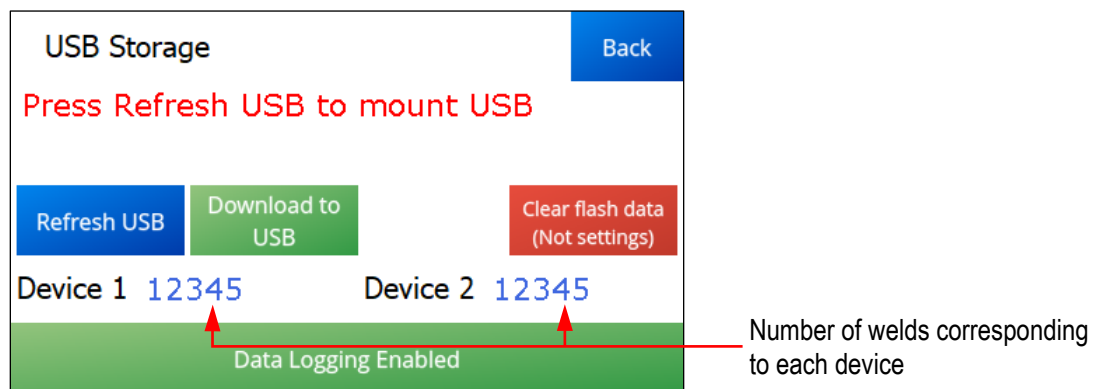 USB Storage
Back
Press Refresh USB to mount USB
Refresh USB
Download to
USB
Clear flash data
(Not settings)
Device 1 12345
Device 2 12345
Data Logging Enabled
Number of welds corresponding
to each device